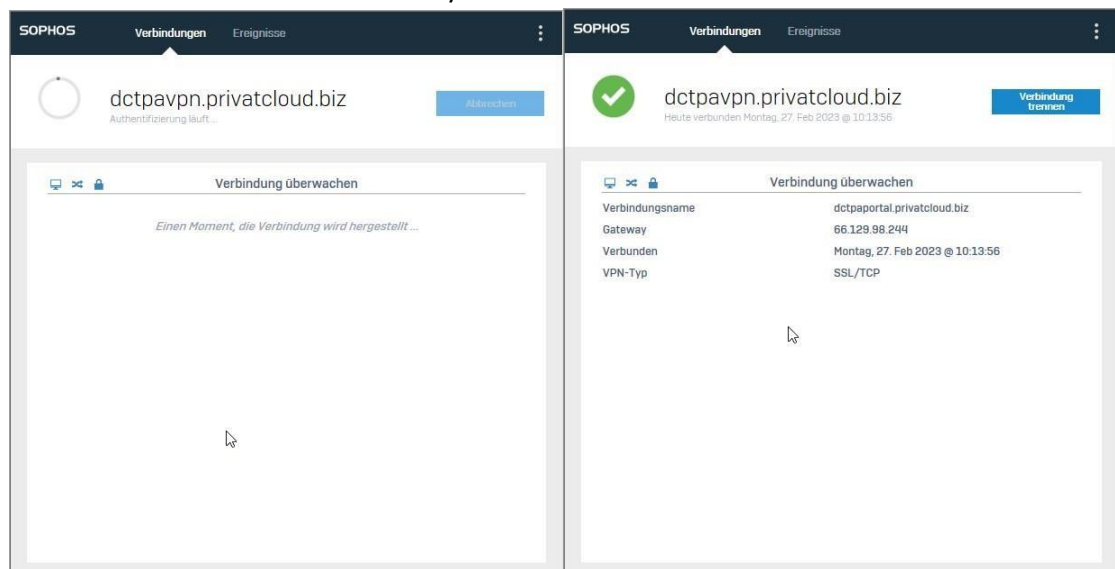 SOPHOS Verbindungen Ereignisse
dctpavpn.privatcloud.biz
Authentifizierung läuft...
Abbrechen
Verbindung überwachen
Einen Moment, die Verbindung wird hergestellt ...
SOPHOS Verbindungen Ereignisse
dctpavpn.privatcloud.biz
Heute verbunden Montag, 27. Feb 2023 @ 10:13:56
Verbindung
trennen
Verbindung überwachen
Verbindungsname dctpaportal.privatcloud.biz
Gateway 66.129.98.244
Verbunden Montag, 27. Feb 2023 @ 10:13:56
VPN-Typ SSL/TCP